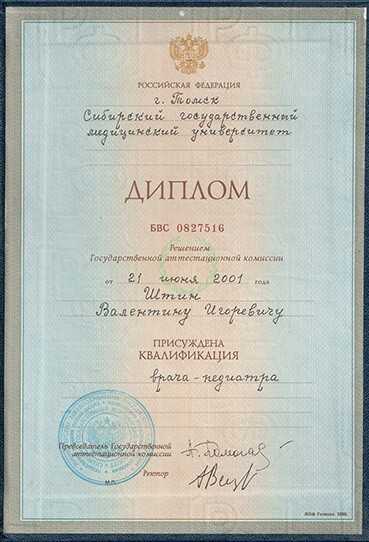 РОССИЙСКАЯ ФЕДЕРАЦИЯ
г. Томск
Сибирский государственный
медицинский университет
ДИПЛОМ
БВС 0827516
Решением
Государственной аттестационной комиссии
от 21 июня 2001 года
Штин
Валентину Игоревичу
ПРИСУЖДЕНА
КВАЛИФИКАЦИЯ
врача-педиатра
Председатель Государственной
аттестационной комиссии
Ректор
М.П.